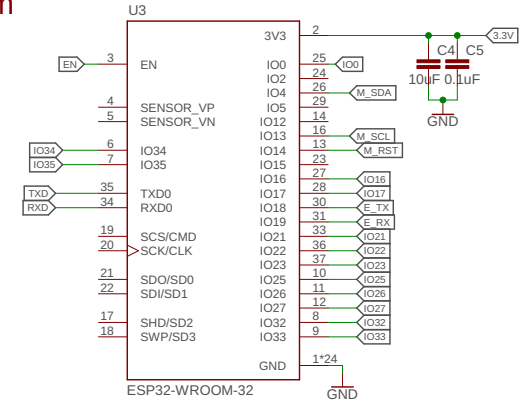 n
U3
3V3 2 3.3V
C4 C5
10uF 0.1uF
GND
EN 3 EN
IO0 25 IO0
IO2 24
IO4 26 M_SDA
SENSOR_VP 4
IO5 29
SENSOR_VN 5
IO12 14
IO13 16 M_SCL
IO34 6 IO34
IO14 13 M_RST
IO35 7 IO35
IO15 23
IO16 27 IO16
TXD 35 TXD0
IO17 28 IO17
RXD 34 RXD0
IO18 30 E_TX
IO19 31 E_RX
19 SCS/CMD
IO21 33 IO21
20 SCK/CLK
IO22 36 IO22
IO23 37 IO23
21 SDO/SD0
IO25 10 IO25
22 SDI/SD1
IO26 11 IO26
IO27 12 IO27
17 SHD/SD2
IO32 8 IO32
18 SWP/SD3
IO33 9 IO33
GND 1*24
ESP32-WROOM-32
GND